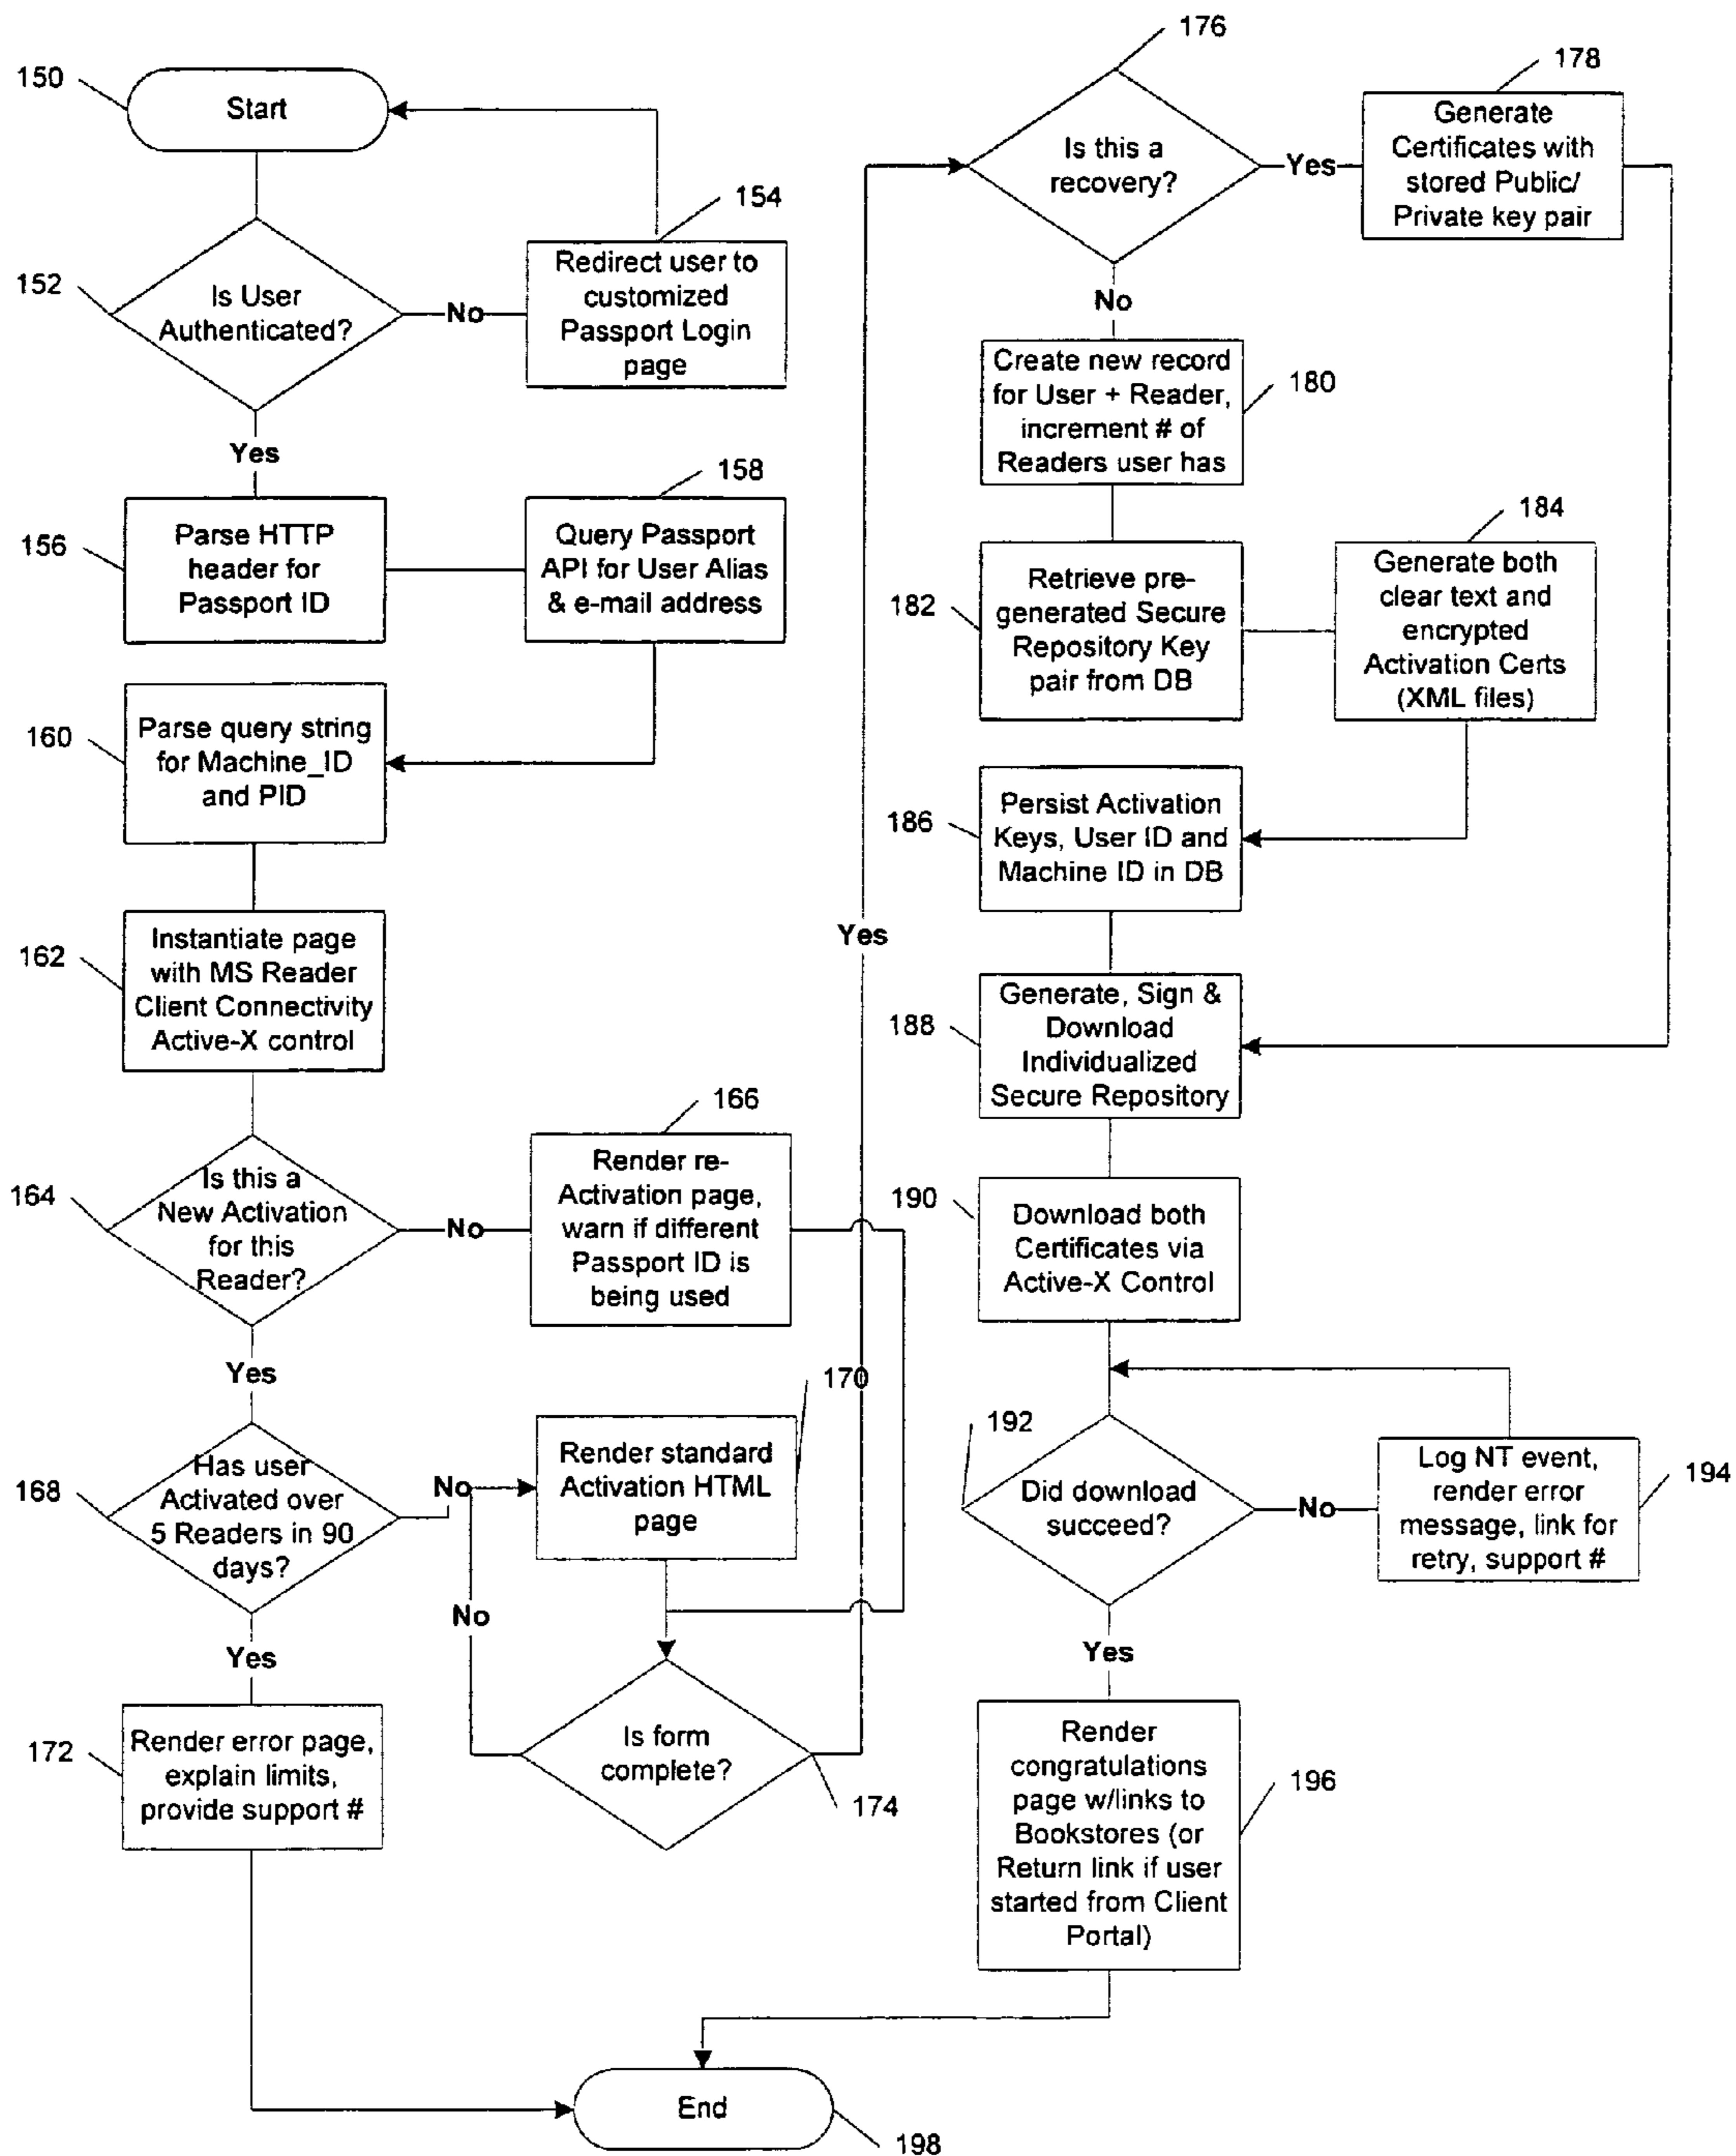 150
Start
154
Redirect user to
customized
Passport Login
page
152
Is User
Authenticated?
No
Yes
158
156
Parse HTTP
header for
Passport ID
Query Passport
API for User Alias
& e-mail address
160
Parse query string
for Machine_ID
and PID
162
Instantiate page
with MS Reader
Client Connectivity
Active-X control
164
Is this a
New Activation
for this
Reader?
No
166
Render re-
Activation page,
warn if different
Passport ID is
being used
Yes
168
Has user
Activated over
5 Readers in 90
days?
No
170
Render standard
Activation HTML
page
No
Yes
172
Render error page,
explain limits,
provide support #
Is form
complete?
174
Yes
176
Is this a
recovery?
Yes
178
Generate
Certificates with
stored Public/
Private key pair
No
Create new record
for User + Reader,
increment # of
Readers user has
180
182
Retrieve pre-
generated Secure
Repository Key
pair from DB
184
Generate both
clear text and
encrypted
Activation Certs
(XML files)
186
Persist Activation
Keys, User ID and
Machine ID in DB
188
Generate, Sign &
Download
Individualized
Secure Repository
190
Download both
Certificates via
Active-X Control
192
Did download
succeed?
No
Log NT event,
render error
message, link for
retry, support #
194
Yes
Render
congratulations
page w/links to
Bookstores (or
Return link if user
started from Client
Portal)
196
End
198